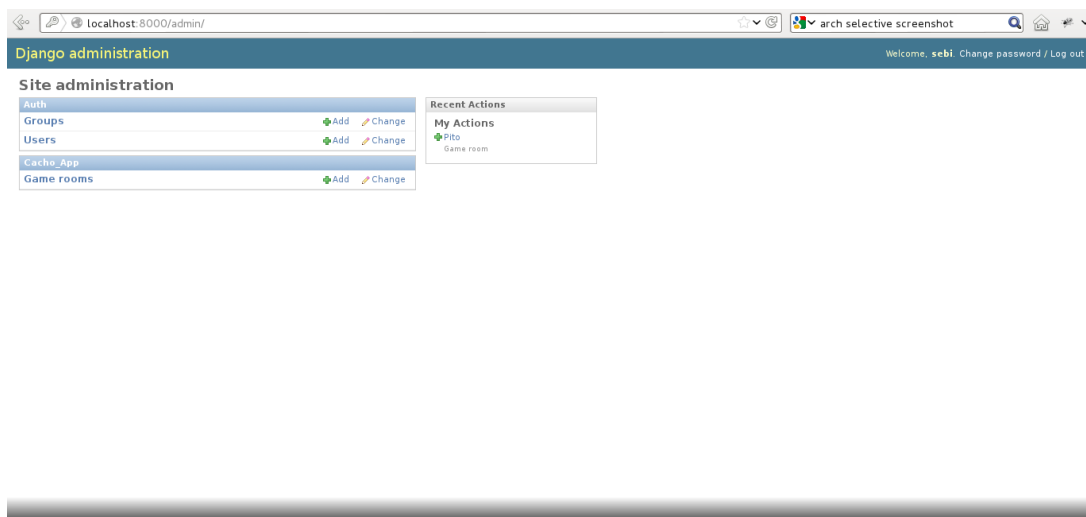 localhost:8000/admin/ arch selective screenshot
Django administration Welcome, sebi. Change password / Log out
Site administration
Auth
Groups Add Change
Users Add Change
Cacho_App
Game rooms Add Change
Recent Actions
My Actions
Pito
Game room